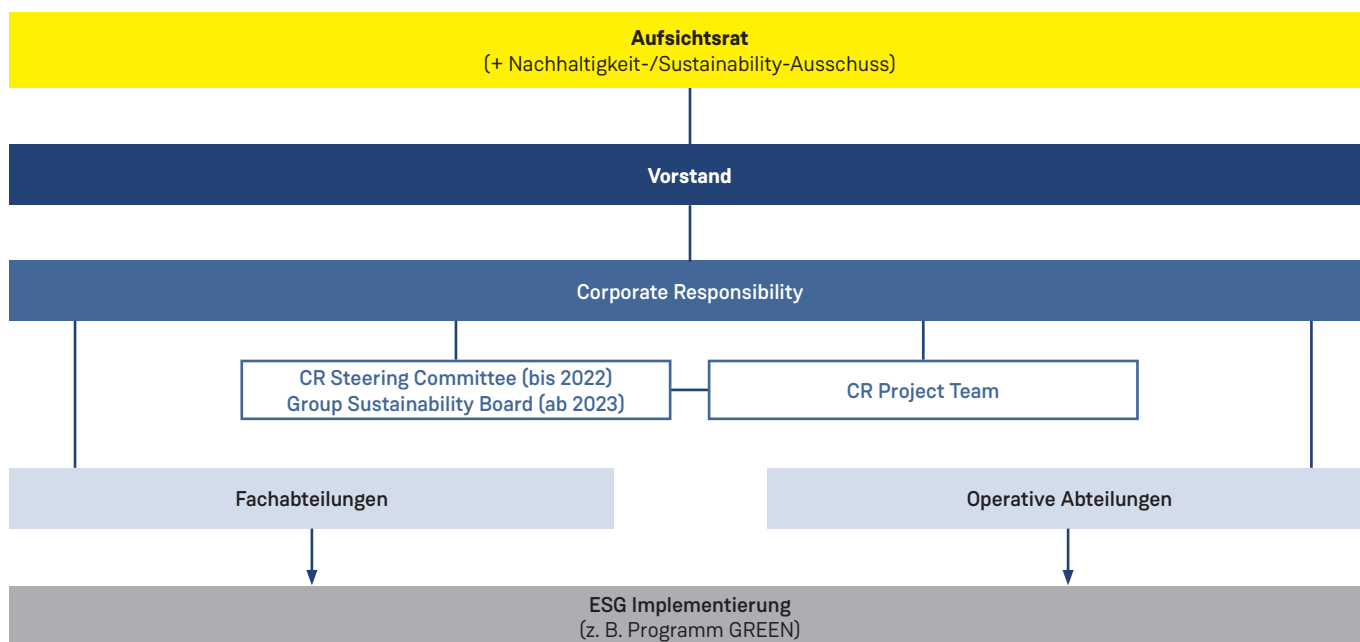 Aufsichtsrat
(+ Nachhaltigkeit-/Sustainability-Ausschuss)
Vorstand
Corporate Responsibility
CR Steering Committee (bis 2022)
Group Sustainability Board (ab 2023)
CR Project Team
Fachabteilungen
Operative Abteilungen
ESG Implementierung
(z. B. Programm GREEN)